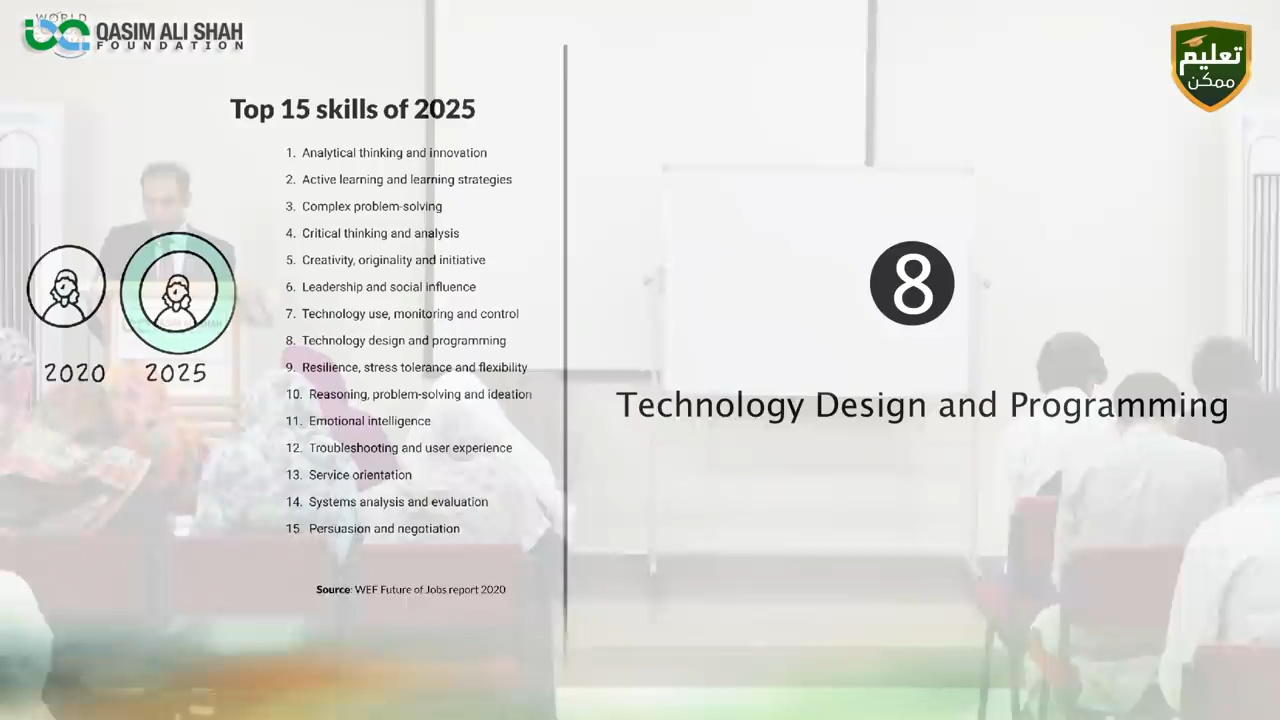 WORLD
QASIM ALI SHAH
FOUNDATION
تعلیم
ممکن
Top 15 skills of 2025
1. Analytical thinking and innovation
2. Active learning and learning strategies
3. Complex problem-solving
4. Critical thinking and analysis
5. Creativity, originality and initiative
6. Leadership and social influence
7. Technology use, monitoring and control
8. Technology design and programming
9. Resilience, stress tolerance and flexibility
10. Reasoning, problem-solving and ideation
11. Emotional intelligence
12. Troubleshooting and user experience
13. Service orientation
14. Systems analysis and evaluation
15. Persuasion and negotiation
Source: WEF Future of Jobs report 2020
2020 2025
8
Technology Design and Programming